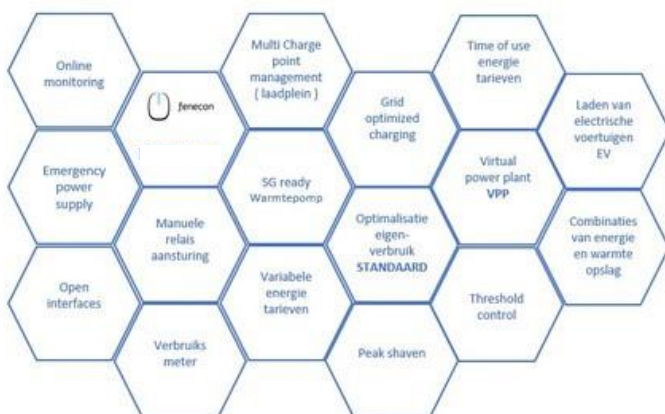 Online
monitoring
fenecon
Multi Charge
point
management
( laadplein )
Grid
optimized
charging
Time of use
energie
tarieven
Laden van
electrische
voertuigen
EV
Emergency
power
supply
Manuele
relais
aansturing
SG ready
Warmtepomp
Optimalisatie
eigen-
verbruik
STANDAARD
Virtual
power plant
VPP
Combinaties
van energie
en warmte
opslag
Open
interfaces
Verbruiks
meter
Variabele
energie
tarieven
Peak shaven
Threshold
control